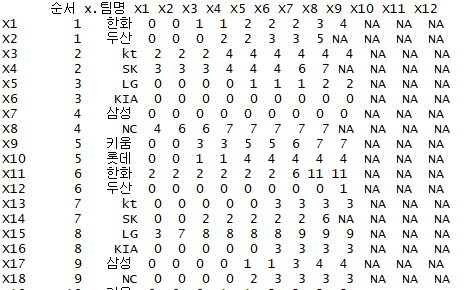 순서 x.팀명 X1 X2 X3 X4 X5 X6 X7 X8 X9 X10 X11 X12
X1 1 한화 0 0 1 1 2 2 2 3 4 NA NA NA
X2 1 두산 0 0 0 0 2 3 3 5 NA NA NA NA
X3 2 kt 2 2 2 4 4 4 4 4 4 NA NA NA
X4 2 SK 3 3 3 4 4 4 6 7 NA NA NA NA
X5 3 LG 0 0 0 0 1 1 1 2 2 NA NA NA
X6 3 KIA 0 0 0 0 0 0 0 0 0 NA NA NA
X7 4 삼성 0 0 0 0 0 0 0 0 0 NA NA NA
X8 4 NC 4 6 6 7 7 7 7 7 NA NA NA NA
X9 5 키움 0 0 3 3 5 5 6 7 7 NA NA NA
X10 5 롯데 0 0 1 1 4 4 4 4 4 NA NA NA
X11 6 한화 2 2 2 2 2 2 6 11 11 NA NA NA
X12 6 두산 0 0 0 0 0 0 0 0 1 NA NA NA
X13 7 kt 0 0 0 0 0 3 3 3 3 NA NA NA
X14 7 SK 0 0 2 2 2 2 2 6 NA NA NA NA
X15 8 LG 3 7 8 8 8 8 9 9 9 NA NA NA
X16 8 KIA 0 0 0 0 0 3 3 3 3 NA NA NA
X17 9 삼성 0 0 0 0 1 1 3 4 4 NA NA NA
X18 9 NC 0 0 0 0 2 3 3 3 3 NA NA NA